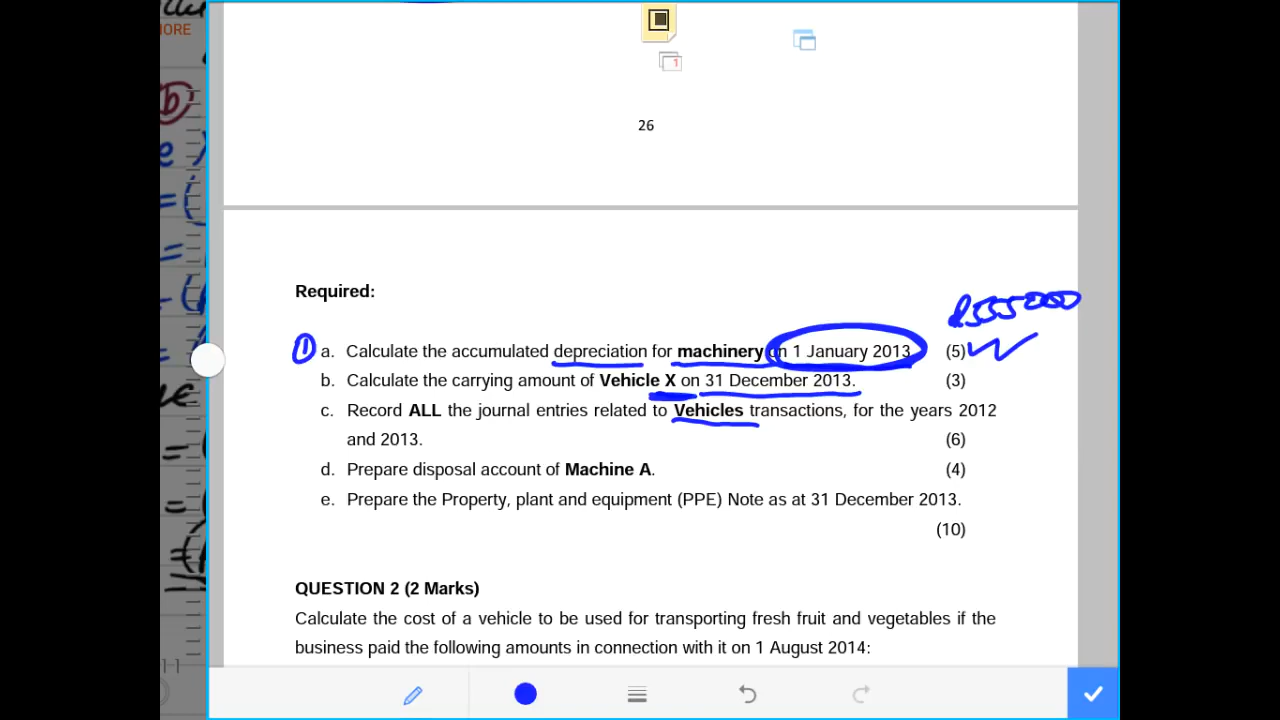 ORE
26
Required:
R555000
① a. Calculate the accumulated depreciation for machinery on 1 January 2013. (5)
b. Calculate the carrying amount of Vehicle X on 31 December 2013. (3)
c. Record ALL the journal entries related to Vehicles transactions, for the years 2012
and 2013. (6)
d. Prepare disposal account of Machine A. (4)
e. Prepare the Property, plant and equipment (PPE) Note as at 31 December 2013.
(10)
QUESTION 2 (2 Marks)
Calculate the cost of a vehicle to be used for transporting fresh fruit and vegetables if the
business paid the following amounts in connection with it on 1 August 2014: